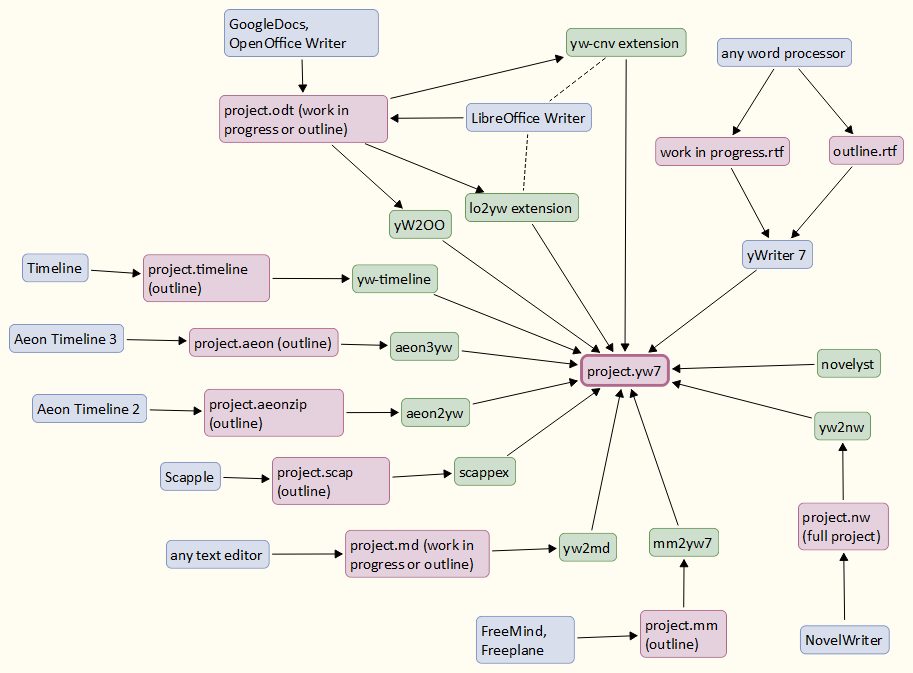 GoogleDocs,
OpenOffice Writer
yw-cnv extension
any word processor
project.odt (work in
progress or outline)
LibreOffice Writer
work in progress.rtf
outline.rtf
lo2yw extension
yW2OO
yWriter 7
Timeline
project.timeline
(outline)
yw-timeline
Aeon Timeline 3
project.aeon (outline)
aeon3yw
project.yw7
novelyst
Aeon Timeline 2
project.aeonzip
(outline)
aeon2yw
yw2nw
Scapple
project.scap
(outline)
scappex
project.nw
(full project)
any text editor
project.md (work in
progress or outline)
yw2md
mm2yw7
FreeMind,
Freeplane
project.mm
(outline)
NovelWriter